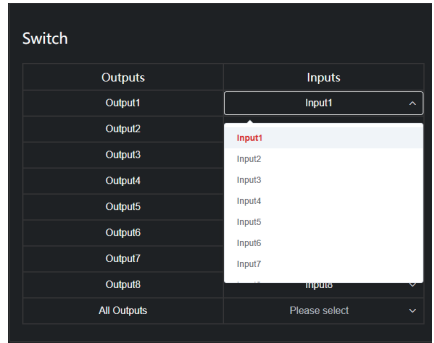 Switch
Outputs Inputs
Output1 Input1
Output2
Input1
Output3
Input2
Input3
Output4
Input4
Output5
Input5
Output6
Input6
Output7
Input7
Output8 Input8
All Outputs Please select